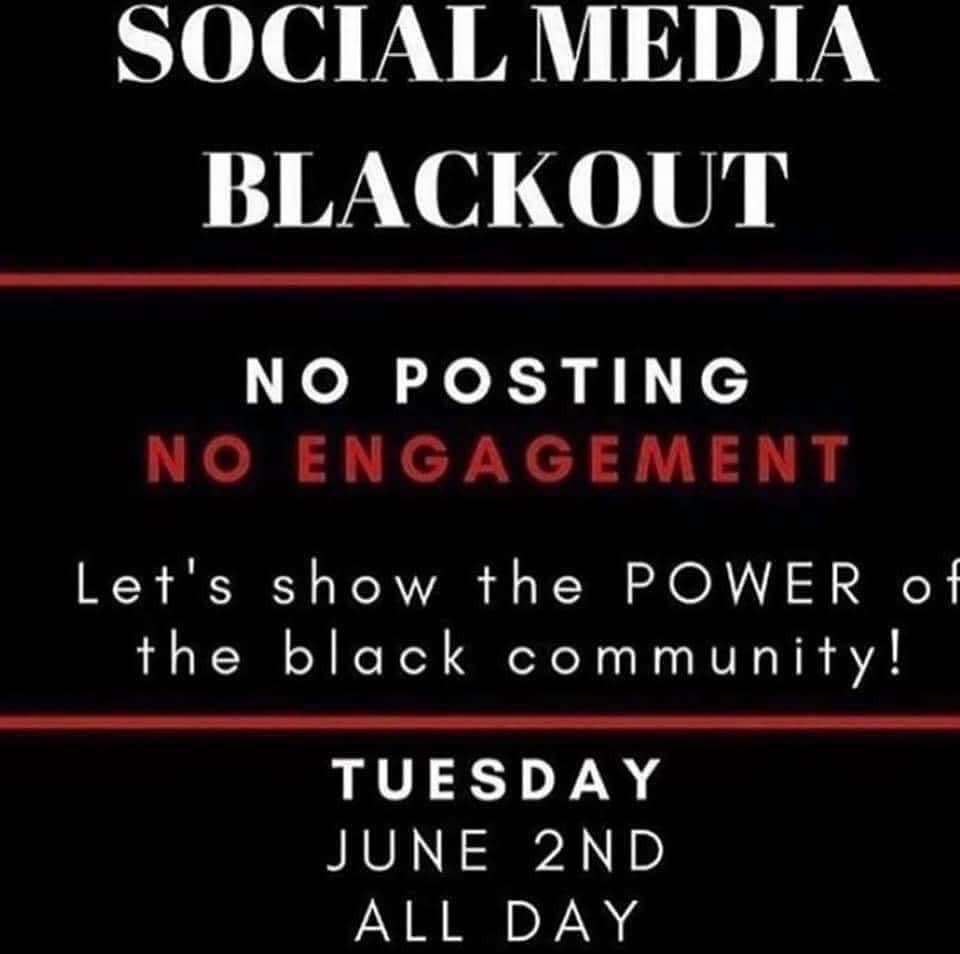 SOCIAL MEDIA
BLACKOUT
NO POSTING
NO ENGAGEMENT
Let's show the POWER of
the black community!
TUESDAY
JUNE 2ND
ALL DAY